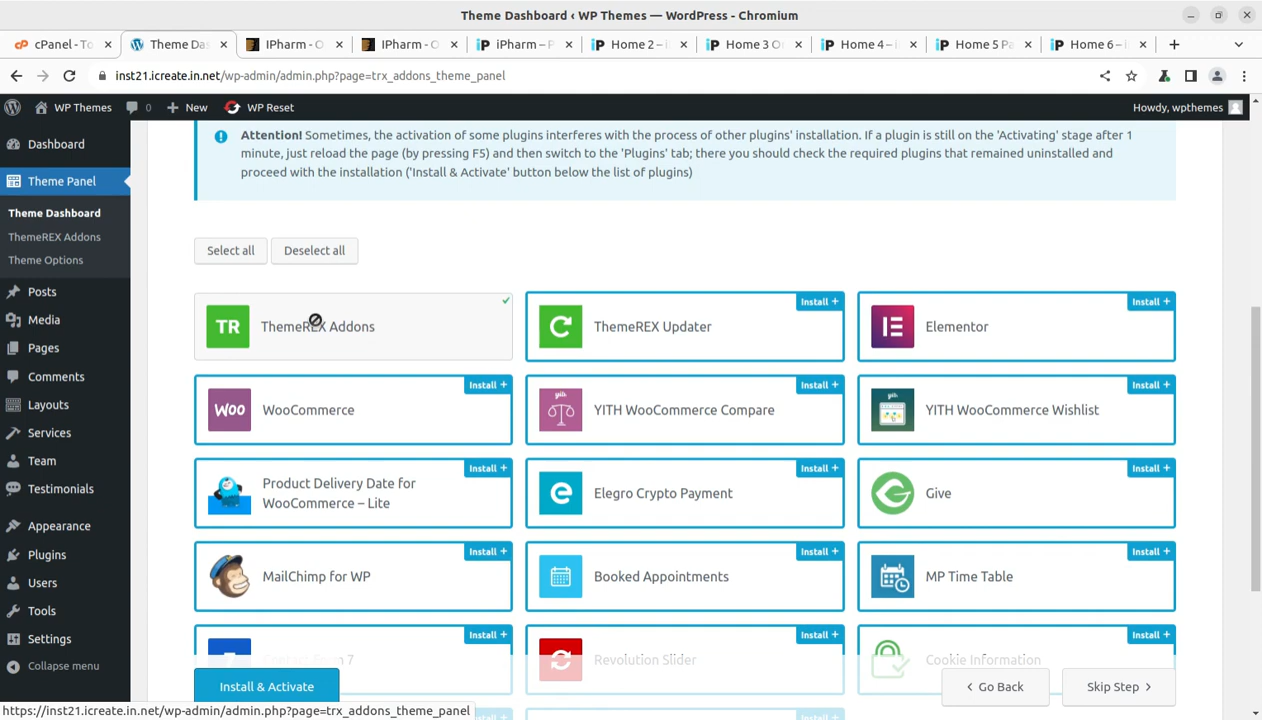 Theme Dashboard ‹ WP Themes — WordPress - Chromium
cPanel - To
Theme Das
IPharm - O
IPharm - O
iPharm – P
Home 2 – i
Home 3 O
Home 4 – i
Home 5 Pa
Home 6 – i
inst21.icreate.in.net/wp-admin/admin.php?page=trx_addons_theme_panel
WP Themes
0
New
WP Reset
Howdy, wpthemes
Dashboard
Theme Panel
Theme Dashboard
ThemeREX Addons
Theme Options
Posts
Media
Pages
Comments
Layouts
Services
Team
Testimonials
Appearance
Plugins
Users
Tools
Settings
Collapse menu
Attention! Sometimes, the activation of some plugins interferes with the process of other plugins' installation. If a plugin is still on the 'Activating' stage after 1
minute, just reload the page (by pressing F5) and then switch to the 'Plugins' tab; there you should check the required plugins that remained uninstalled and
proceed with the installation ('Install & Activate' button below the list of plugins)
Select all
Deselect all
TR
ThemeREX Addons
ThemeREX Updater
Install +
Elementor
Install +
Woo
WooCommerce
Install +
yith
YITH WooCommerce Compare
Install +
yith
YITH WooCommerce Wishlist
Install +
Product Delivery Date for
WooCommerce – Lite
Install +
Elegro Crypto Payment
Install +
Give
Install +
MailChimp for WP
Install +
Booked Appointments
Install +
MP Time Table
Install +
7
Install +
Revolution Slider
Install +
Cookie Information
Install +
Install & Activate
Go Back
Skip Step
Install +
Install +
https://inst21.icreate.in.net/wp-admin/admin.php?page=trx_addons_theme_panel